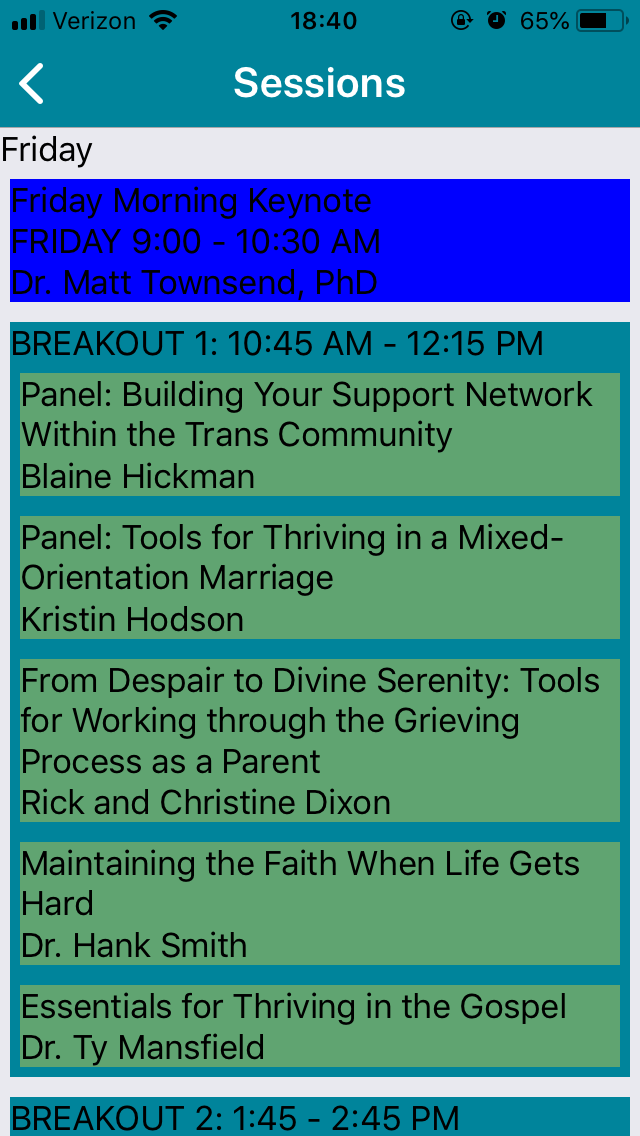 Verizon 18:40 65%
Sessions
Friday
Friday Morning Keynote
FRIDAY 9:00 - 10:30 AM
Dr. Matt Townsend, PhD
BREAKOUT 1: 10:45 AM - 12:15 PM
Panel: Building Your Support Network
Within the Trans Community
Blaine Hickman
Panel: Tools for Thriving in a Mixed-
Orientation Marriage
Kristin Hodson
From Despair to Divine Serenity: Tools
for Working through the Grieving
Process as a Parent
Rick and Christine Dixon
Maintaining the Faith When Life Gets
Hard
Dr. Hank Smith
Essentials for Thriving in the Gospel
Dr. Ty Mansfield
BREAKOUT 2: 1:45 - 2:45 PM